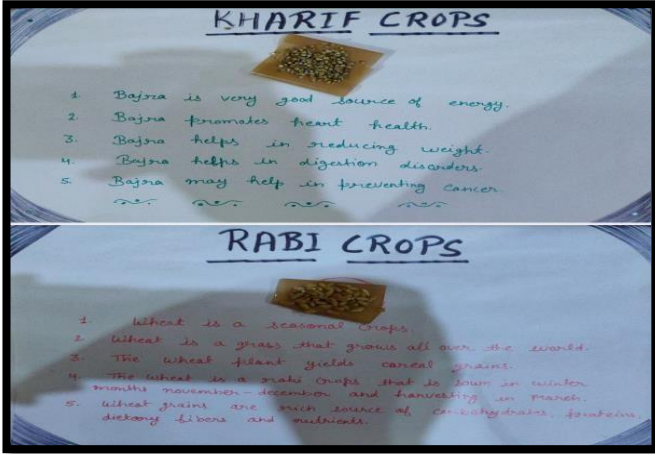 KHARIF CROPS
1. Bajra is very good source of energy.
2. Bajra promotes heart health.
3. Bajra helps in reducing weight.
4. Bajra helps in digestion disorders.
5. Bajra may help in preventing cancer.
RABI CROPS
1. Wheat is a seasonal crops.
2. Wheat is a grass that grows all over the world.
3. The wheat plant yields careal grains.
4. The wheat is a rabi crops that is sown in winter
months november - december and harvesting in March.
5. Wheat grains are rich source of carbohydrains, proteins,
dietary fibers and nutrients.